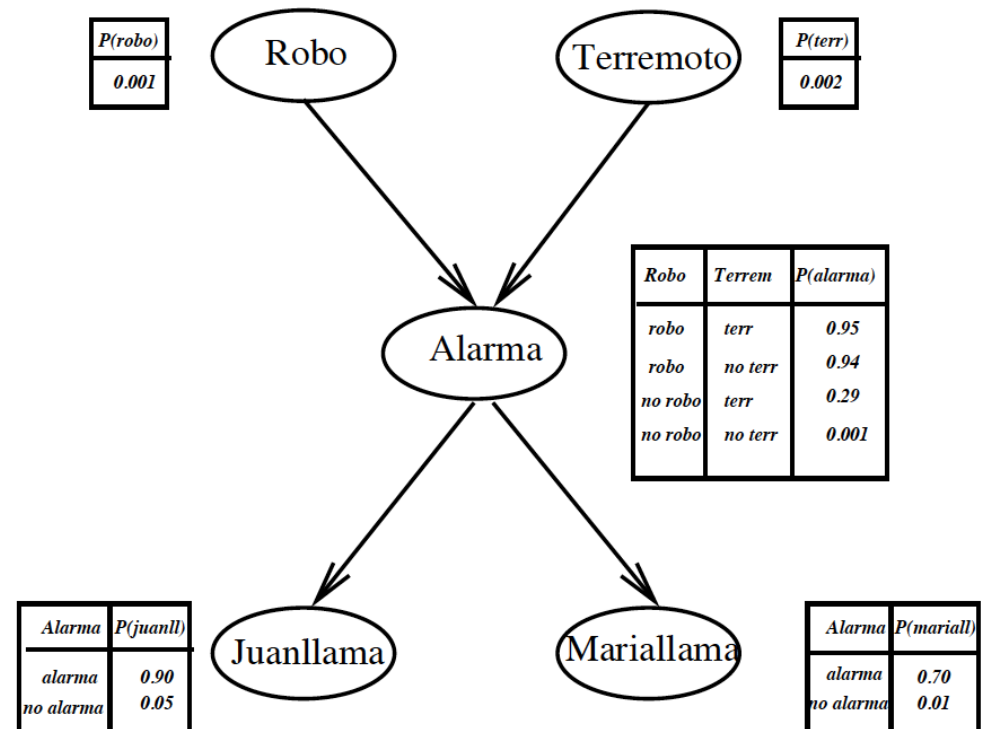 P(robo)
0.001
Robo
Terremoto
P(terr)
0.002
Robo Terrem P(alarma)
robo terr 0.95
robo no terr 0.94
no robo terr 0.29
no robo no terr 0.001
Alarma
Alarma P(juanll)
alarma 0.90
no alarma 0.05
Juanllama
Mariallama
Alarma P(mariall)
alarma 0.70
no alarma 0.01